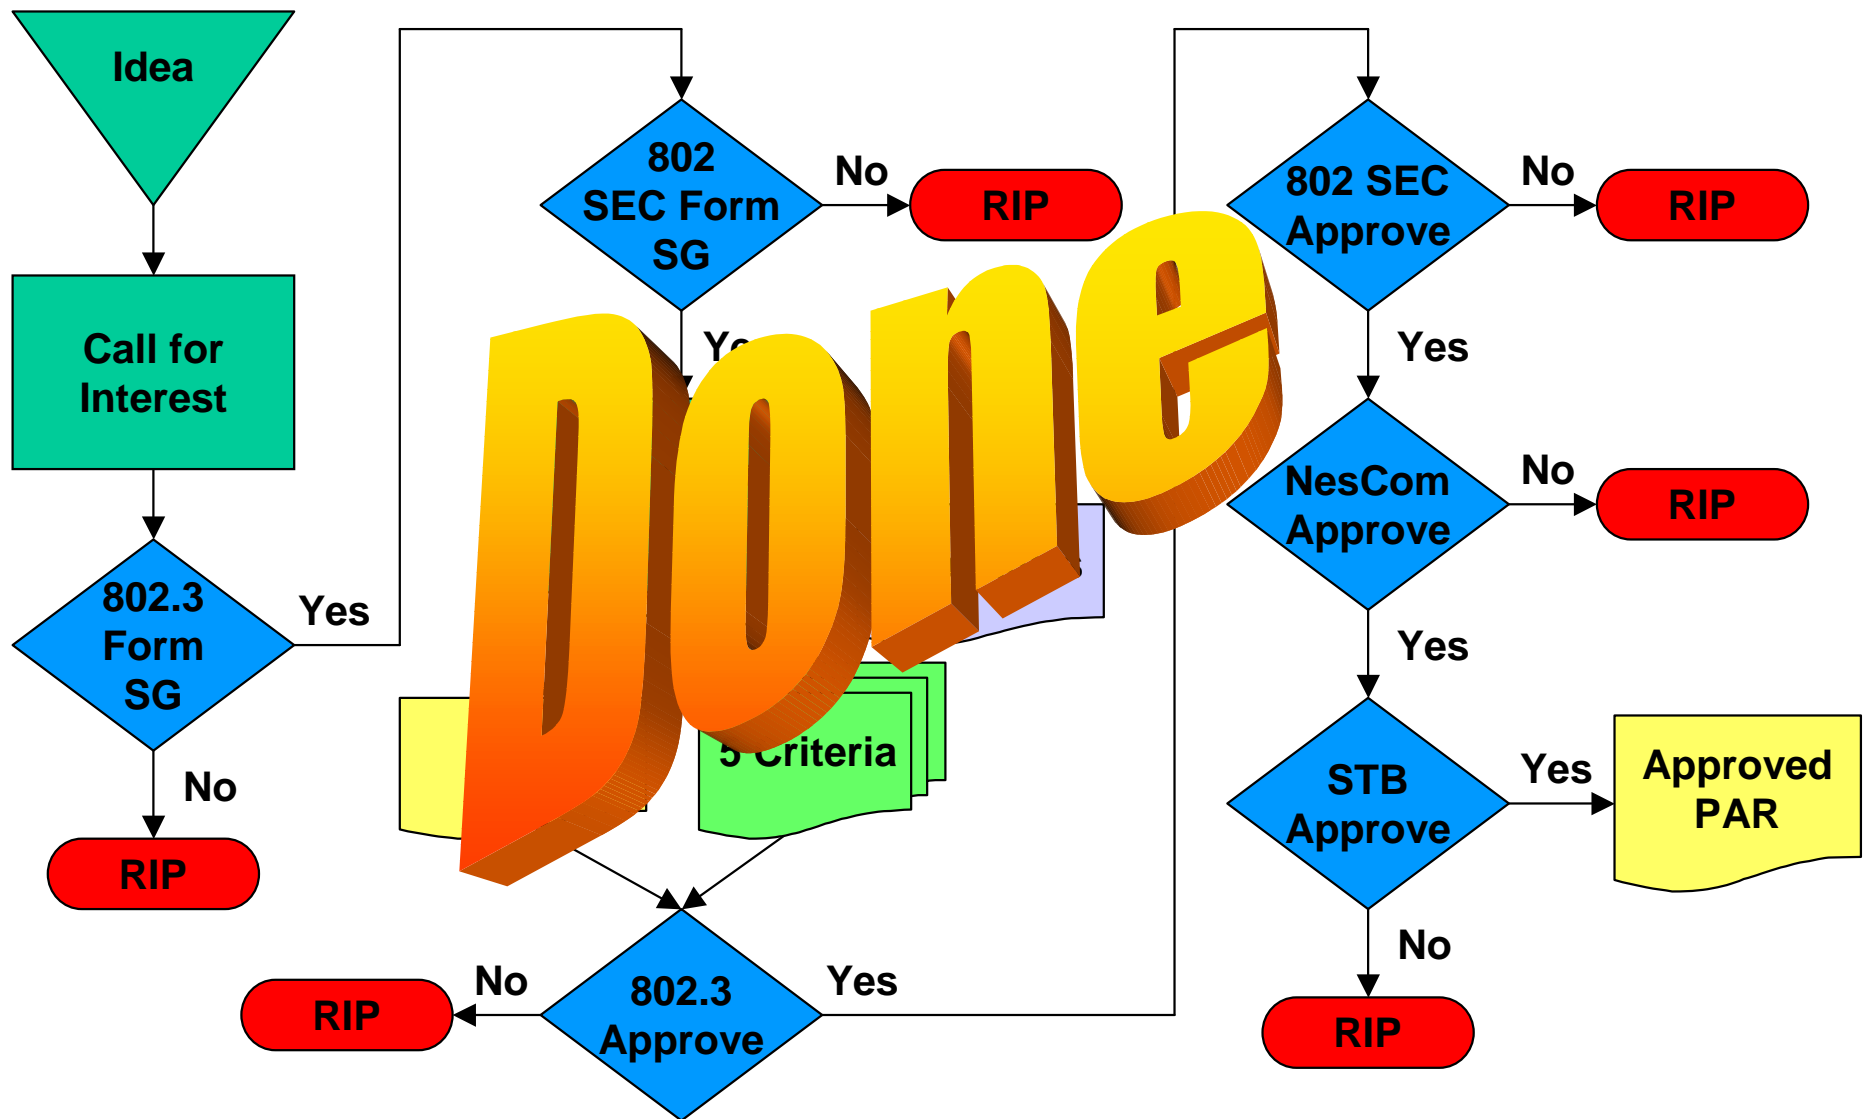 Idea
Call for
Interest
802.3
Form
SG
Yes
No
RIP
802
SEC Form
SG
No
RIP
Done
5 Criteria
802.3
Approve
No
RIP
Yes
802 SEC
Approve
No
RIP
Yes
NesCom
Approve
No
RIP
Yes
STB
Approve
Yes
Approved
PAR
No
RIP